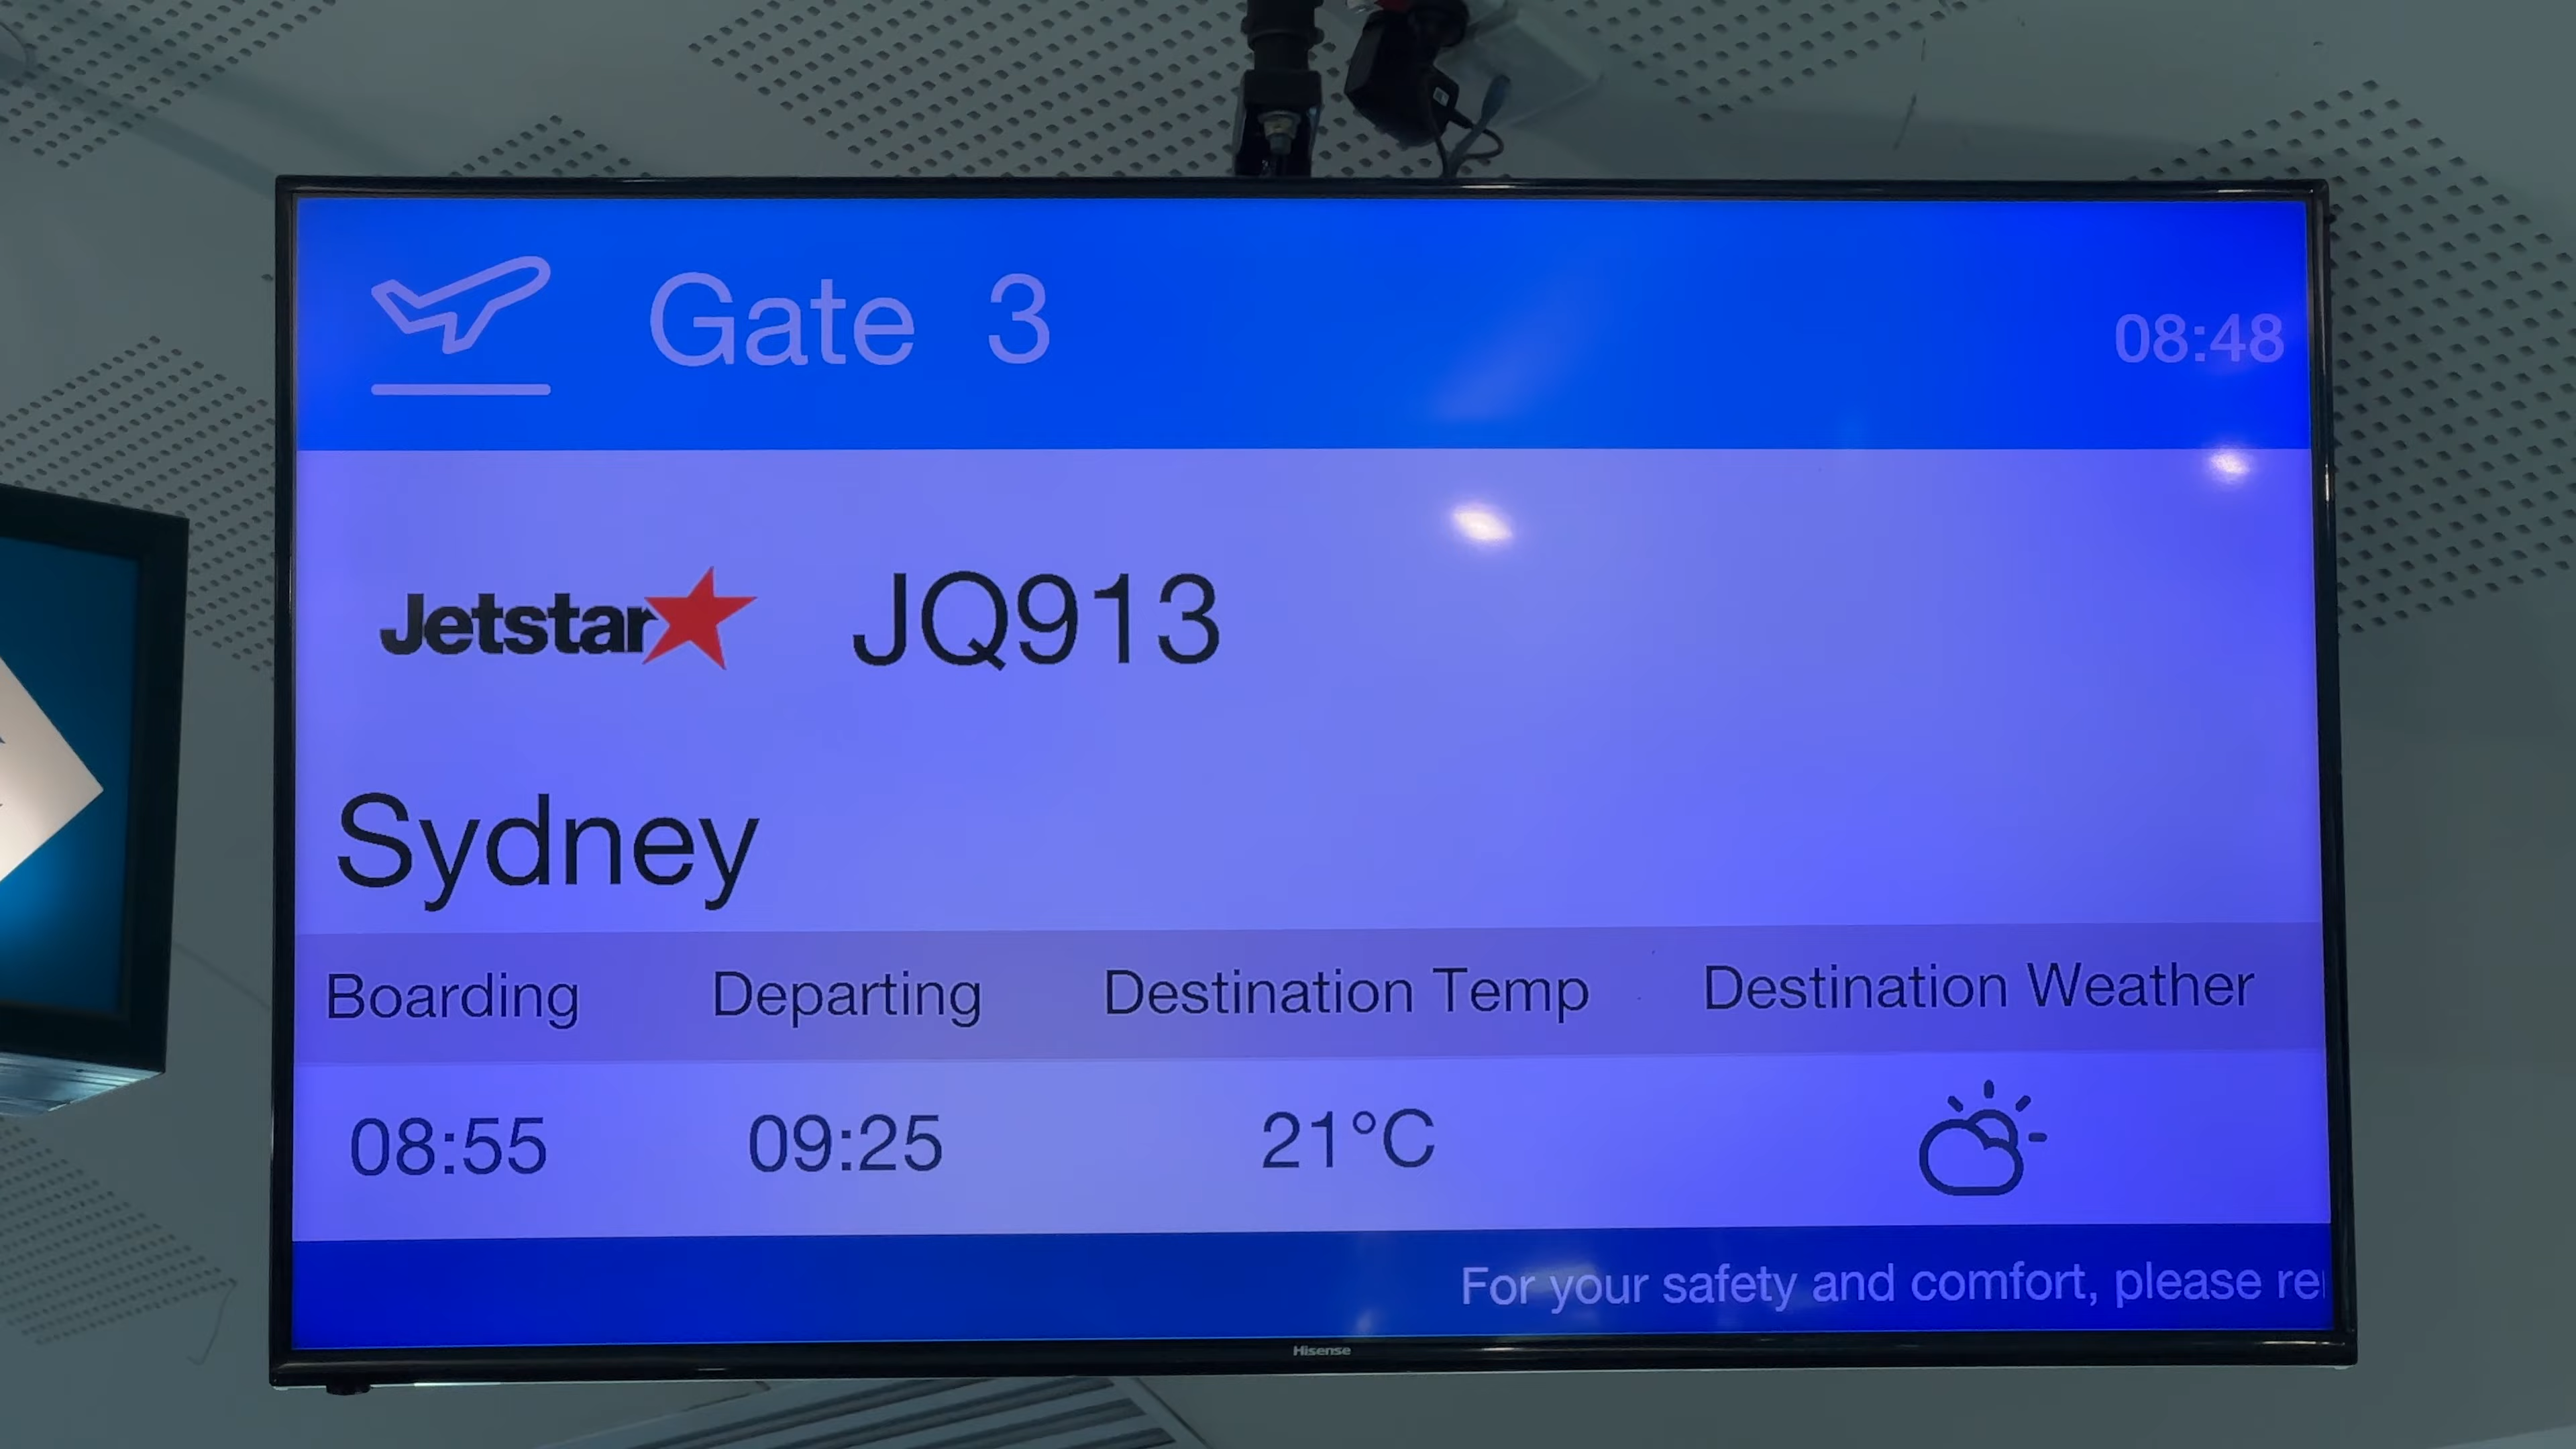 Gate 3
08:48
Jetstar JQ913
Sydney
Boarding Departing Destination Temp Destination Weather
08:55 09:25 21°C
For your safety and comfort, please
Hisense